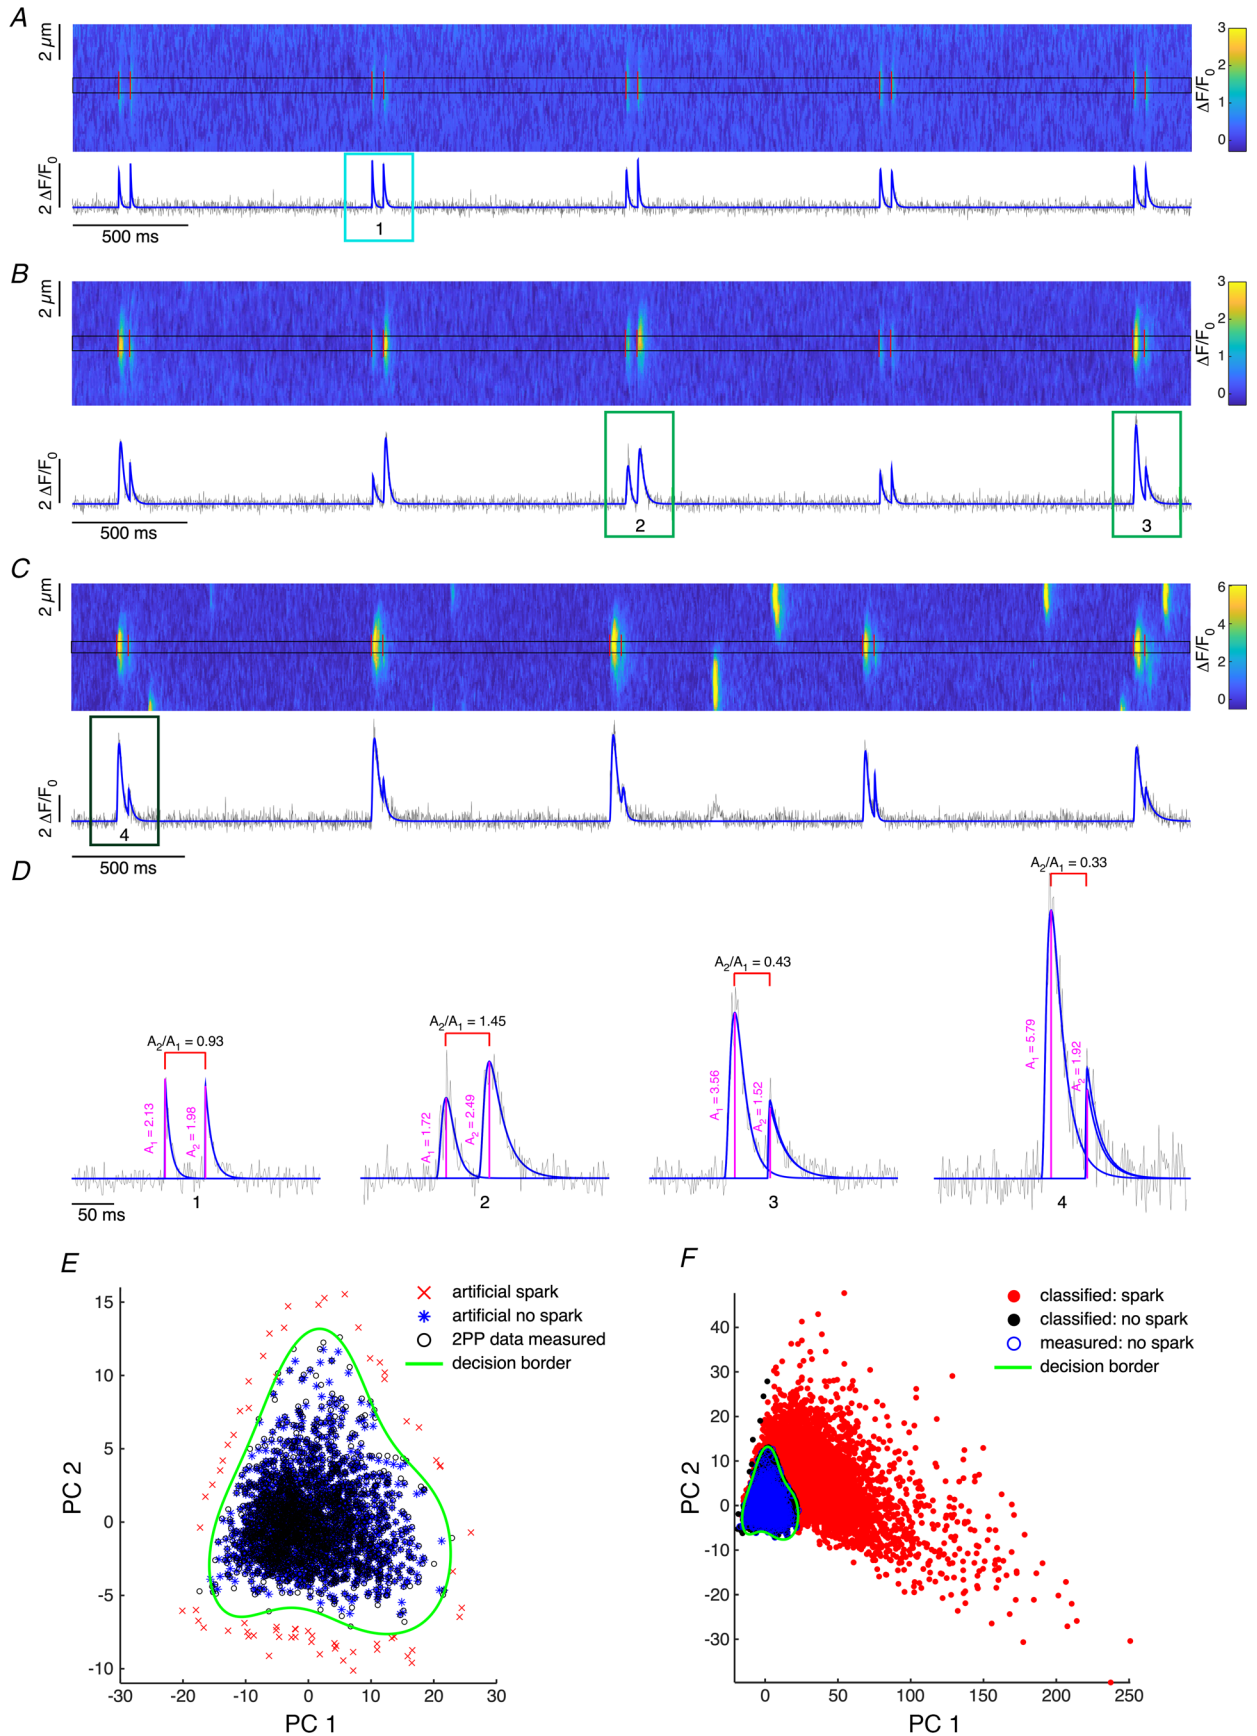 A
2 µm
3
2
1
0
ΔF/F0
2 ΔF/F0
1
500 ms
B
2 µm
3
2
1
0
ΔF/F0
2 ΔF/F0
2
3
500 ms
C
2 µm
6
4
2
0
ΔF/F0
2 ΔF/F0
4
500 ms
D
A2/A1 = 0.93
A1 = 2.13
A2 = 1.98
1
50 ms
A2/A1 = 1.45
A1 = 1.72
A2 = 2.49
2
A2/A1 = 0.43
A1 = 3.56
A2 = 1.52
3
A2/A1 = 0.33
A1 = 5.79
A2 = 1.92
4
E
artificial spark
artificial no spark
2PP data measured
decision border
15
10
5
0
-5
-10
PC 2
-30 -20 -10 0 10 20 30
PC 1
F
classified: spark
classified: no spark
measured: no spark
decision border
40
30
20
10
0
-10
-20
-30
PC 2
0 50 100 150 200 250
PC 1